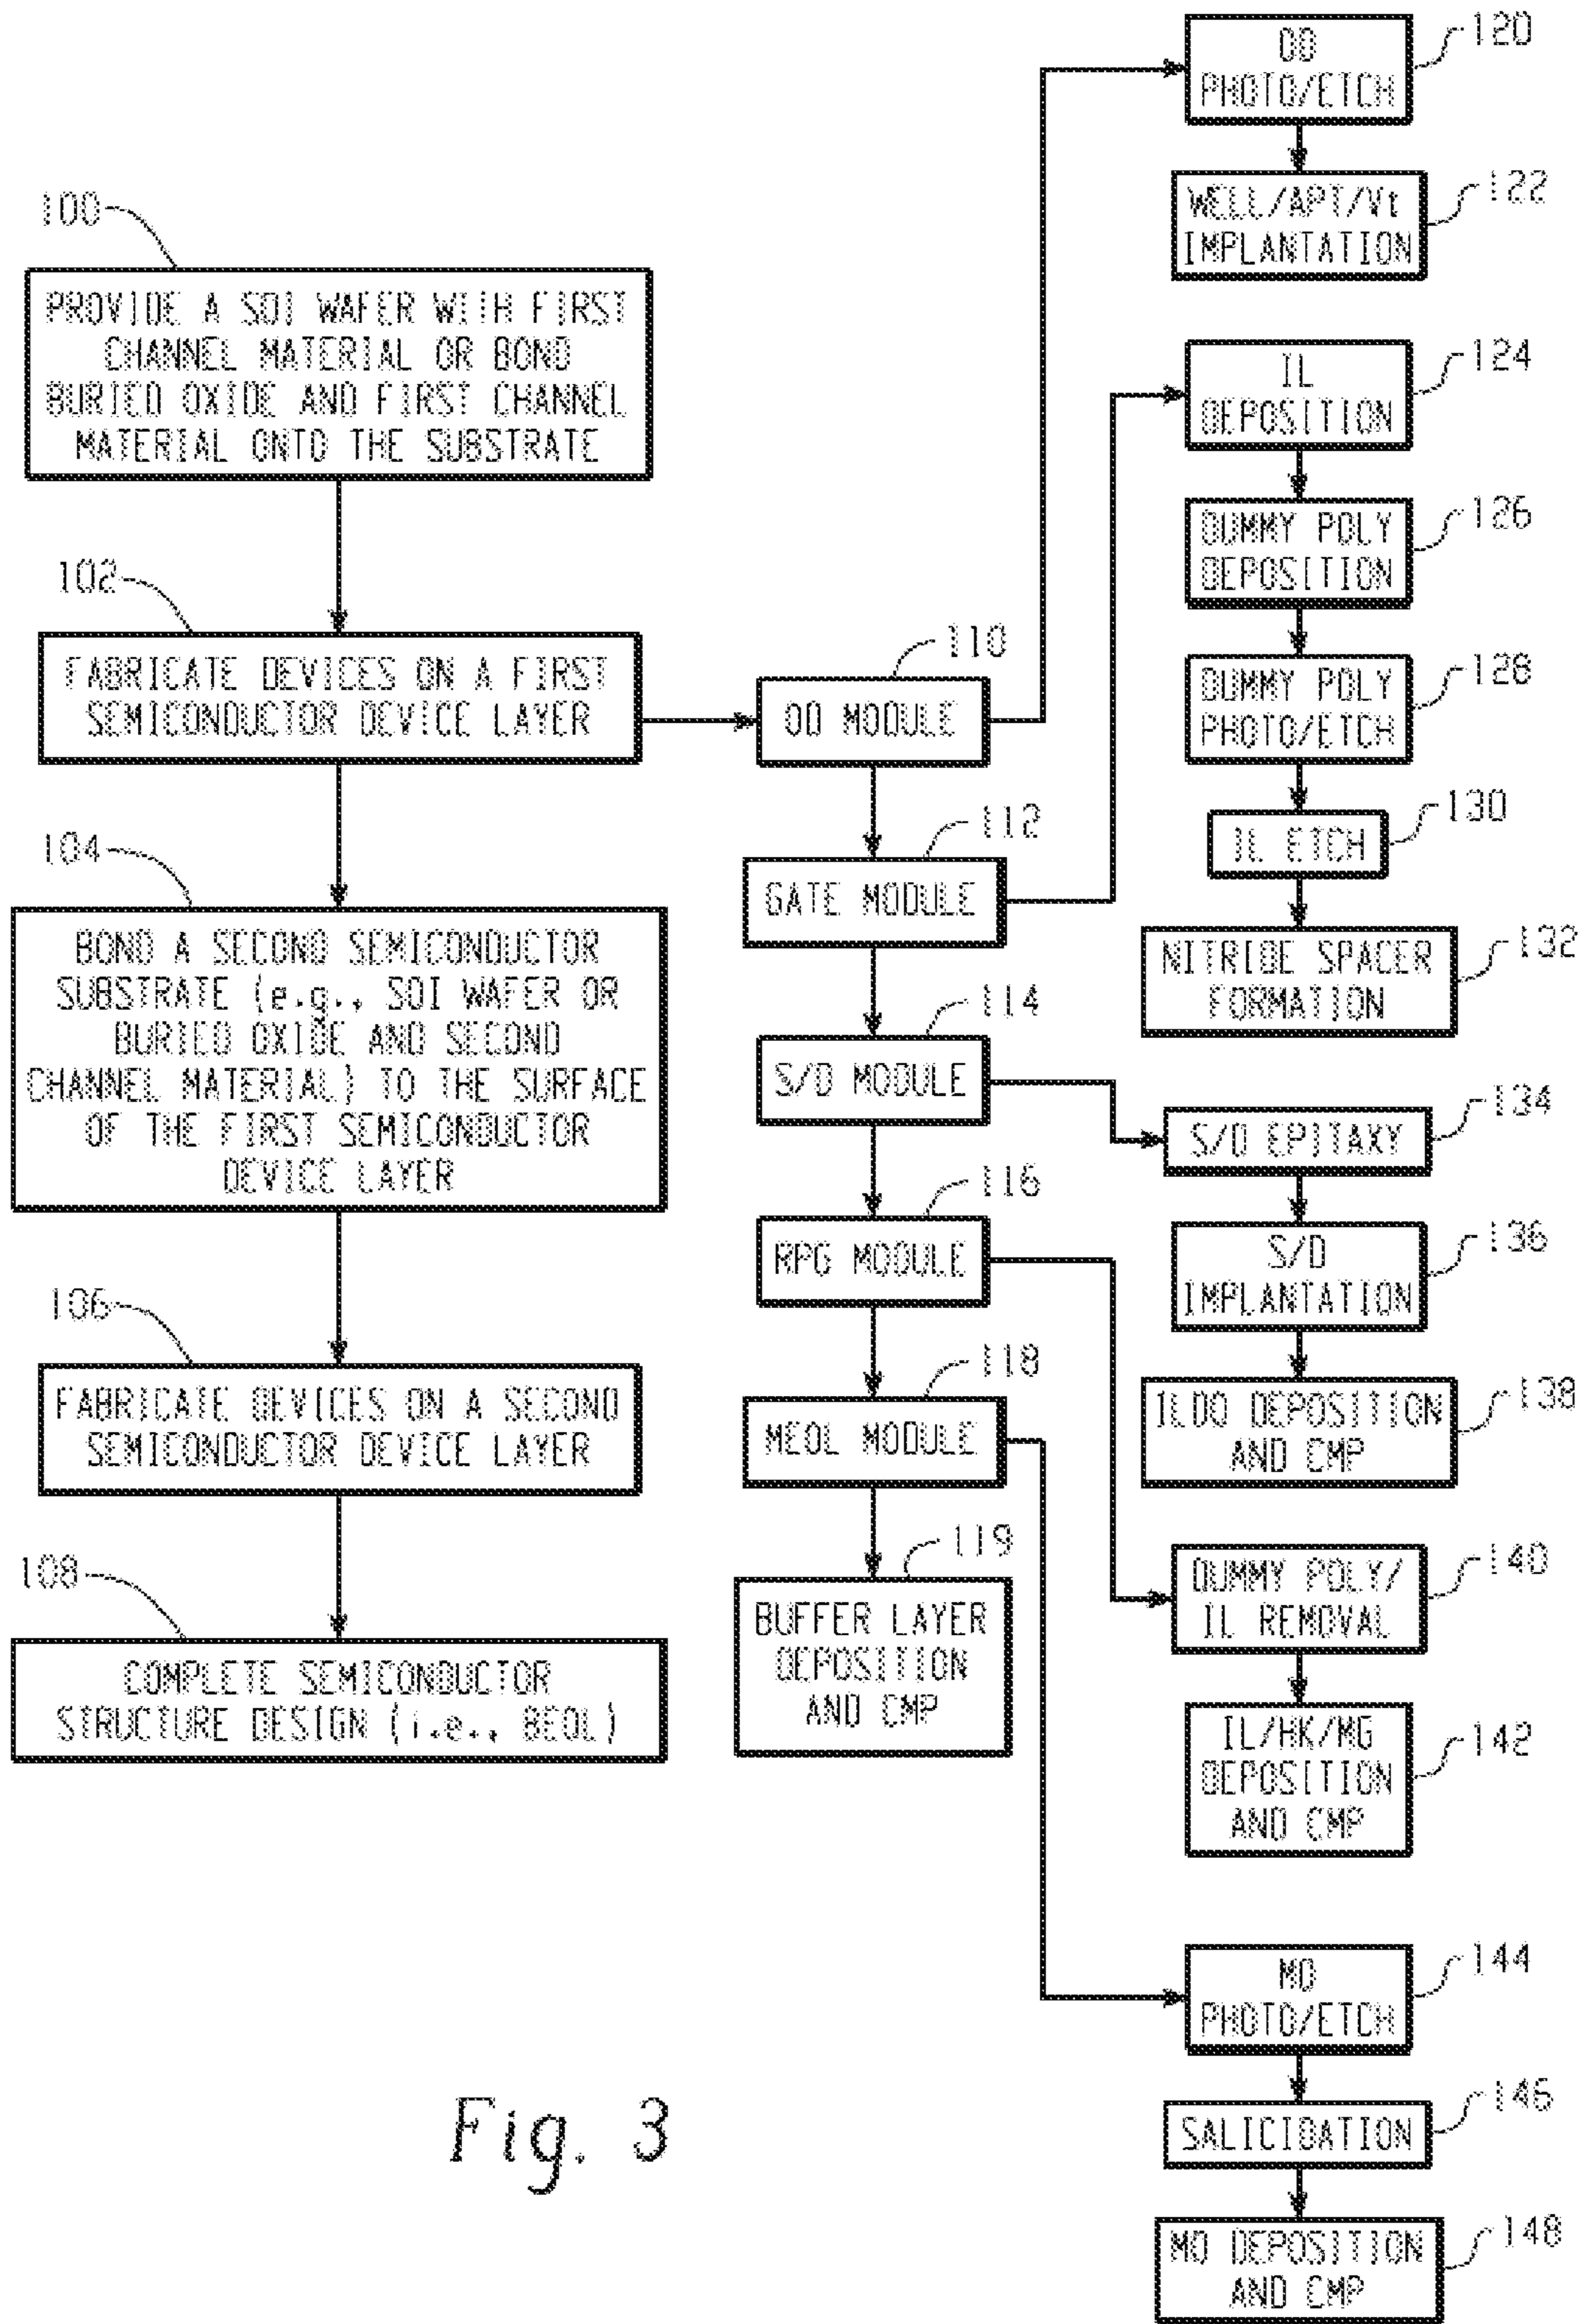 100
PROVIDE A SOI WAFER WITH FIRST
CHANNEL MATERIAL OR BOND
BURIED OXIDE AND FIRST CHANNEL
MATERIAL ONTO THE SUBSTRATE
102
FABRICATE DEVICES ON A FIRST
SEMICONDUCTOR DEVICE LAYER
104
BOND A SECOND SEMICONDUCTOR
SUBSTRATE (e.g., SOI WAFER OR
BURIED OXIDE AND SECOND
CHANNEL MATERIAL) TO THE SURFACE
OF THE FIRST SEMICONDUCTOR
DEVICE LAYER
106
FABRICATE DEVICES ON A SECOND
SEMICONDUCTOR DEVICE LAYER
108
COMPLETE SEMICONDUCTOR
STRUCTURE DESIGN (i.e., BEOL)
110
OD MODULE
112
GATE MODULE
114
S/D MODULE
116
RPG MODULE
118
MEOL MODULE
119
BUFFER LAYER
DEPOSITION
AND CMP
120
OD
PHOTO/ETCH
122
WELL/APT/Vt
IMPLANTATION
124
IL
DEPOSITION
126
DUMMY POLY
DEPOSITION
128
DUMMY POLY
PHOTO/ETCH
130
IL ETCH
132
NITRIDE SPACER
FORMATION
134
S/D EPITAXY
136
S/D
IMPLANTATION
138
ILD0 DEPOSITION
AND CMP
140
DUMMY POLY/
IL REMOVAL
142
IL/HK/MG
DEPOSITION
AND CMP
144
M0
PHOTO/ETCH
146
SALICIDATION
148
M0 DEPOSITION
AND CMP
Fig. 3